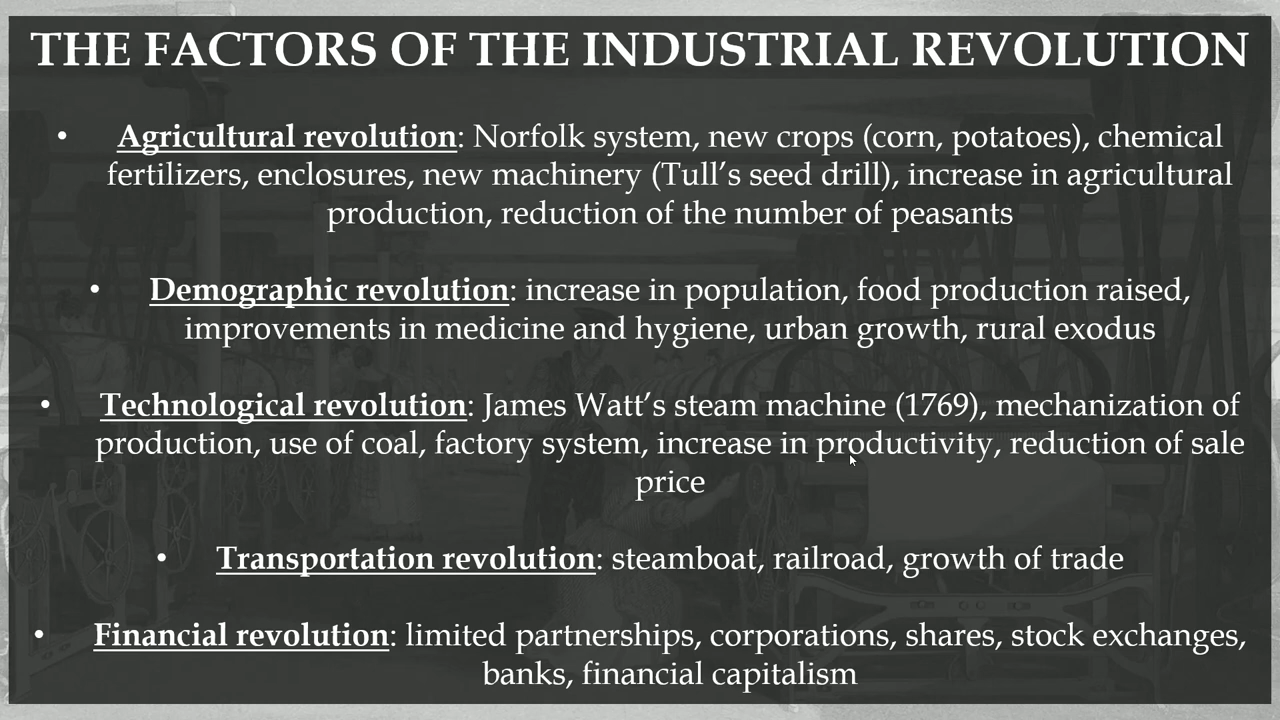 THE FACTORS OF THE INDUSTRIAL REVOLUTION
• Agricultural revolution: Norfolk system, new crops (corn, potatoes), chemical
fertilizers, enclosures, new machinery (Tull’s seed drill), increase in agricultural
production, reduction of the number of peasants
• Demographic revolution: increase in population, food production raised,
improvements in medicine and hygiene, urban growth, rural exodus
• Technological revolution: James Watt’s steam machine (1769), mechanization of
production, use of coal, factory system, increase in productivity, reduction of sale
price
• Transportation revolution: steamboat, railroad, growth of trade
• Financial revolution: limited partnerships, corporations, shares, stock exchanges,
banks, financial capitalism